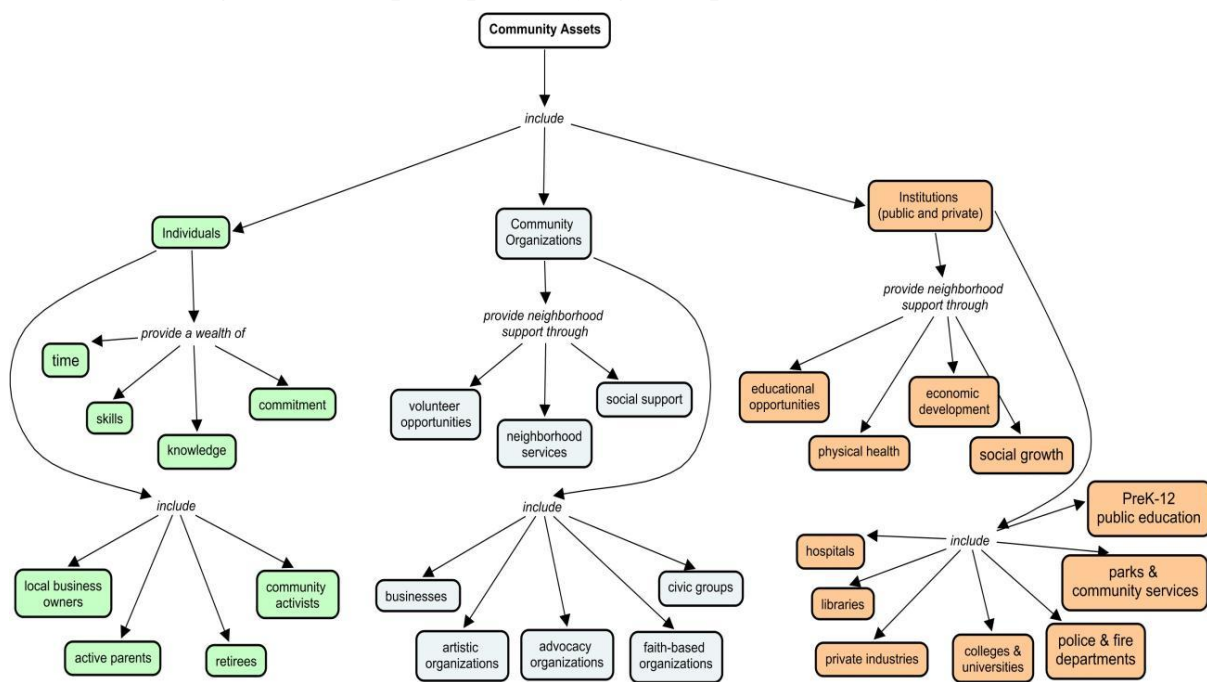 Community Assets
include
Individuals
Community
Organizations
Institutions
(public and private)
provide a wealth of
time
skills
knowledge
commitment
include
local business
owners
active parents
retirees
community
activists
provide neighborhood
support through
volunteer
opportunities
neighborhood
services
social support
include
businesses
artistic
organizations
advocacy
organizations
faith-based
organizations
civic groups
provide neighborhood
support through
educational
opportunities
physical health
economic
development
social growth
include
hospitals
libraries
private industries
colleges &
universities
police & fire
departments
parks &
community services
PreK-12
public education